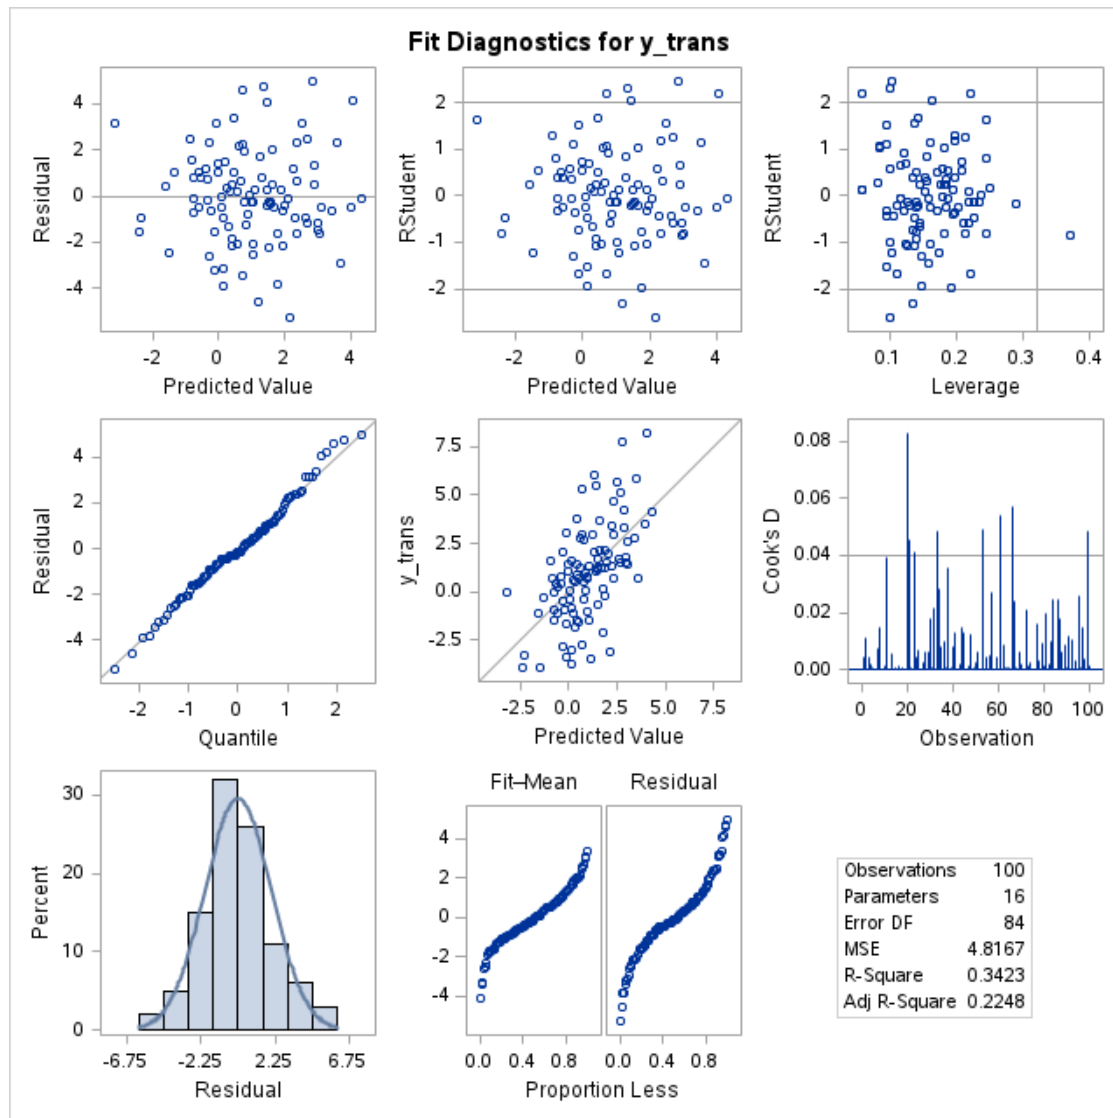 Fit Diagnostics for y_trans
Residual
4
2
0
-2
-4
-2 0 2 4
Predicted Value
RStudent
2
1
0
-1
-2
-2 0 2 4
Predicted Value
RStudent
2
1
0
-1
-2
0.1 0.2 0.3 0.4
Leverage
Residual
4
2
0
-2
-4
-2 -1 0 1 2
Quantile
y_trans
7.5
5.0
2.5
0.0
-2.5
-2.5 0.0 2.5 5.0 7.5
Predicted Value
Cook's D
0.08
0.06
0.04
0.02
0.00
0 20 40 60 80 100
Observation
Percent
30
20
10
0
-6.75 -2.25 2.25 6.75
Residual
Fit–Mean Residual
4
2
0
-2
-4
0.0 0.4 0.8 0.0 0.4 0.8
Proportion Less
Observations 100
Parameters 16
Error DF 84
MSE 4.8167
R-Square 0.3423
Adj R-Square 0.2248